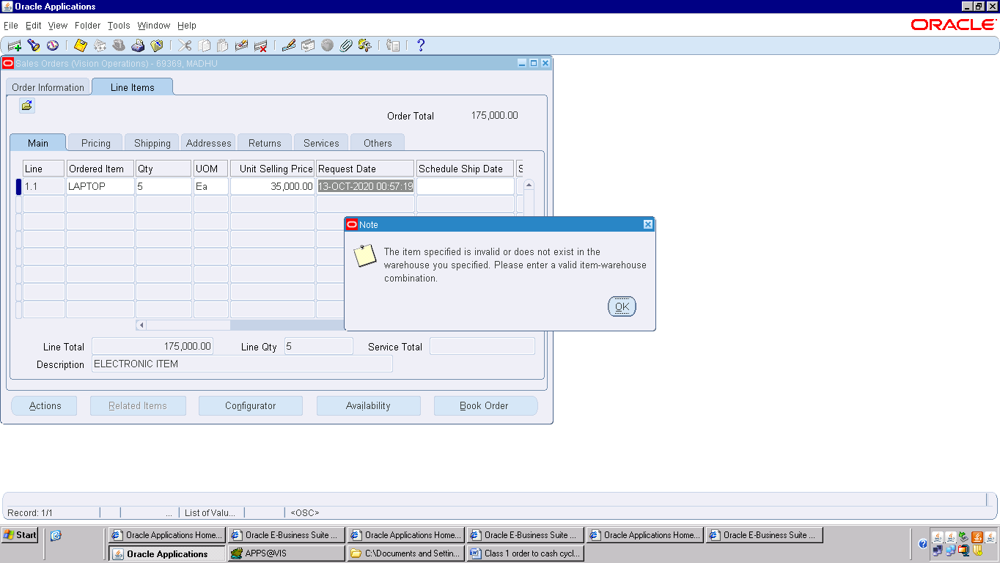 Oracle Applications
File Edit View Folder Tools Window Help
ORACLE
Sales Orders (Vision Operations) - 69369, MADHU
Order Information Line Items
Order Total 175,000.00
Main Pricing Shipping Addresses Returns Services Others
Line Ordered Item Qty UOM Unit Selling Price Request Date Schedule Ship Date S
1.1 LAPTOP 5 Ea 35,000.00 13-OCT-2020 00:57:19
Note
The item specified is invalid or does not exist in the
warehouse you specified. Please enter a valid item-warehouse
combination.
OK
Line Total 175,000.00 Line Qty 5 Service Total
Description ELECTRONIC ITEM
Actions Related Items Configurator Availability Book Order
Record: 1/1 ... List of Valu... <OSC>
Start Oracle Applications Home... Oracle E-Business Suite ... Oracle Applications Home... Oracle E-Business Suite ... Oracle Applications Home... Oracle E-Business Suite ...
Oracle Applications APPS@VIS C:\Documents and Settin... Class 1 order to cash cycl...